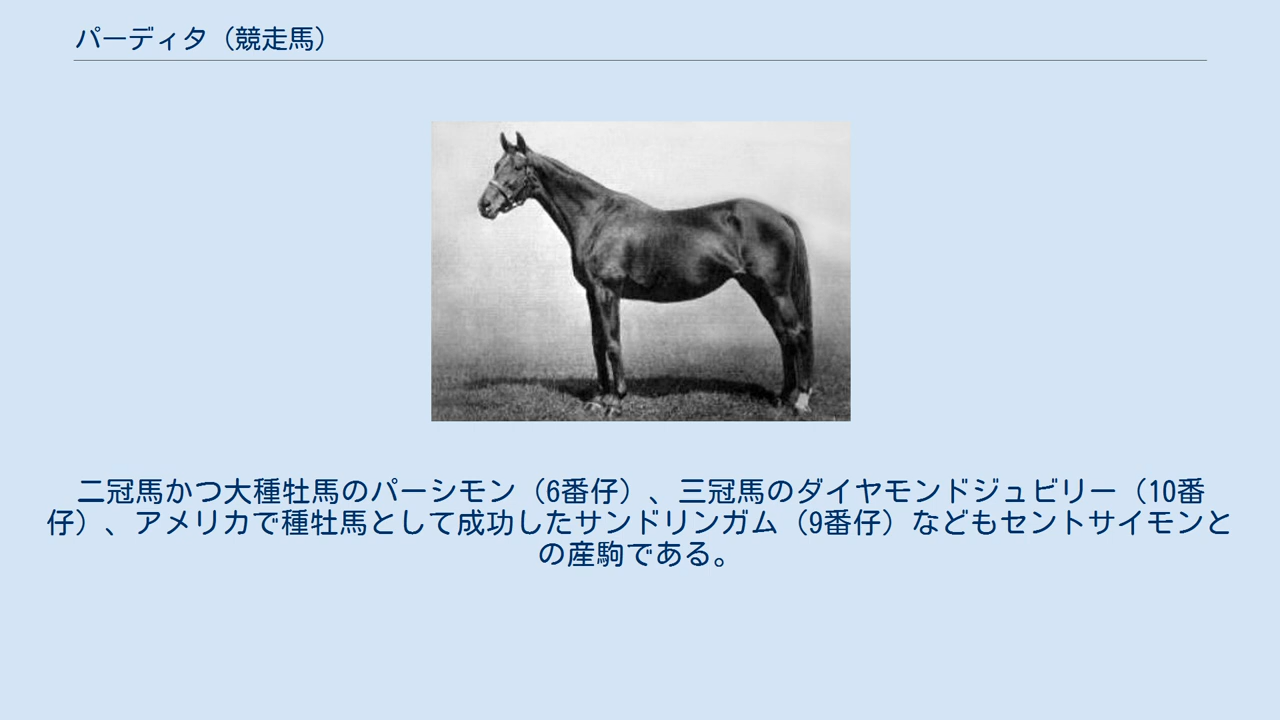 パーディタ（競走馬）
二冠馬かつ大種牡馬のパーシモン（6番仔）、三冠馬のダイヤモンドジュビリー（10番
仔）、アメリカで種牡馬として成功したサンドリンガム（9番仔）などもセントサイモンと
の産駒である。